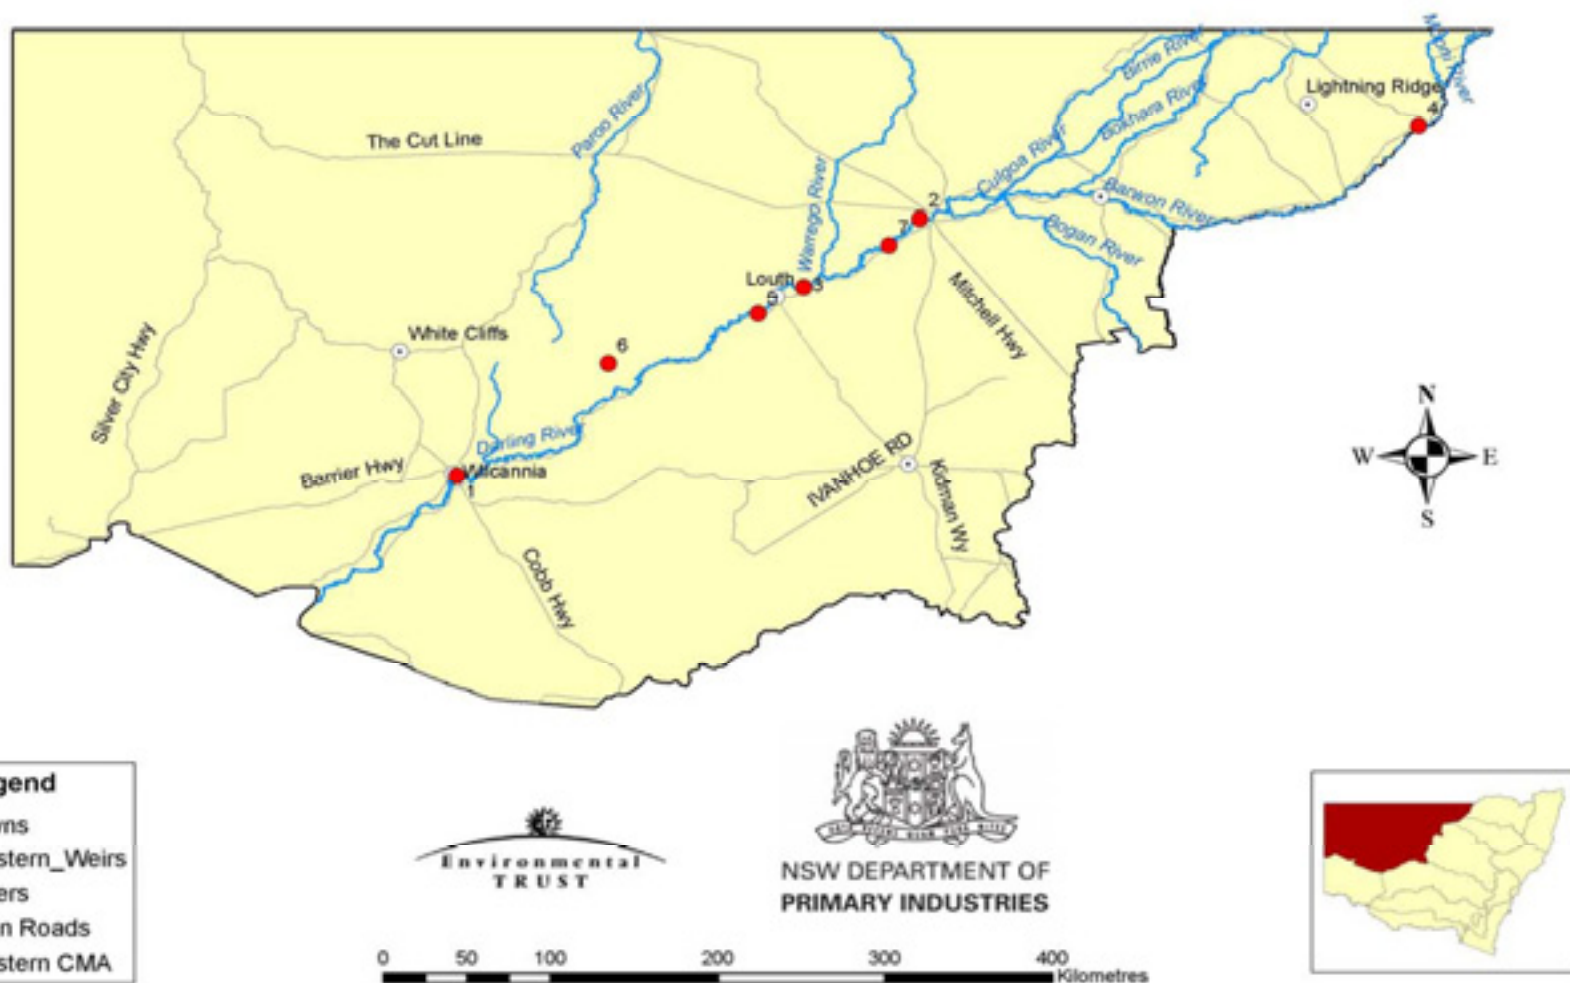 Mooni River
Birrie River
Lightning Ridge
4
Paroo River
Bokhara River
The Cut Line
Culgoa River
Warrego River
Barwon River
2
7
Bogan River
Louth
3
5
Mitchell Hwy
White Cliffs
6
Silver City Hwy
Darling River
IVANHOE RD
Barrier Hwy
Wilcannia
1
Kidman Wy
Cobb Hwy
N
W
E
S
gend
wns
stern_Weirs
ers
n Roads
stern CMA
Environmental
TRUST
NSW DEPARTMENT OF
PRIMARY INDUSTRIES
0 50 100 200 300 400
Kilometres